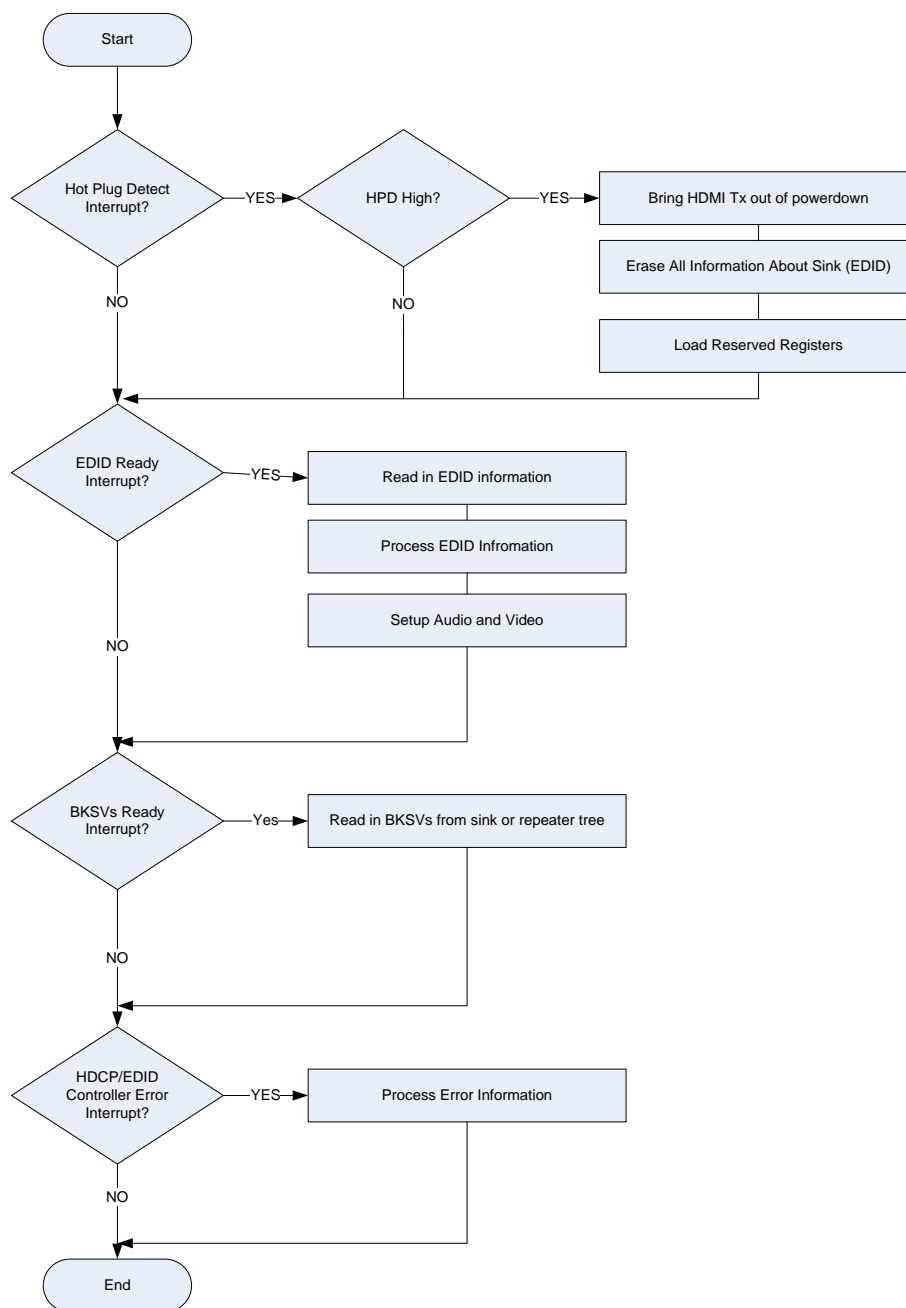 Start
Hot Plug Detect
Interrupt?
YES
HPD High?
YES
Bring HDMI Tx out of powerdown
Erase All Information About Sink (EDID)
Load Reserved Registers
NO
NO
EDID Ready
Interrupt?
YES
Read in EDID information
Process EDID Infromation
Setup Audio and Video
NO
BKSVs Ready
Interrupt?
Yes
Read in BKSVs from sink or repeater tree
NO
HDCP/EDID
Controller Error
Interrupt?
YES
Process Error Information
NO
End